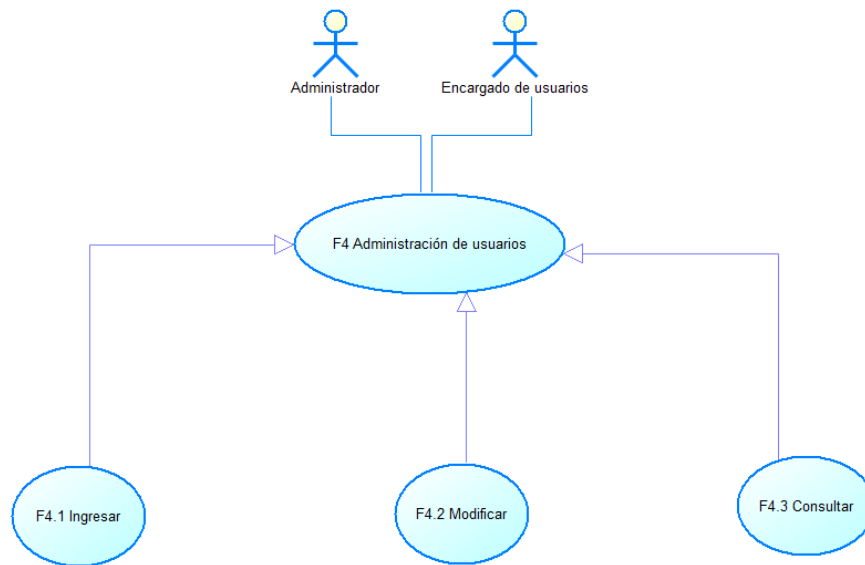 Administrador
Encargado de usuarios
F4 Administración de usuarios
F4.1 Ingresar
F4.2 Modificar
F4.3 Consultar